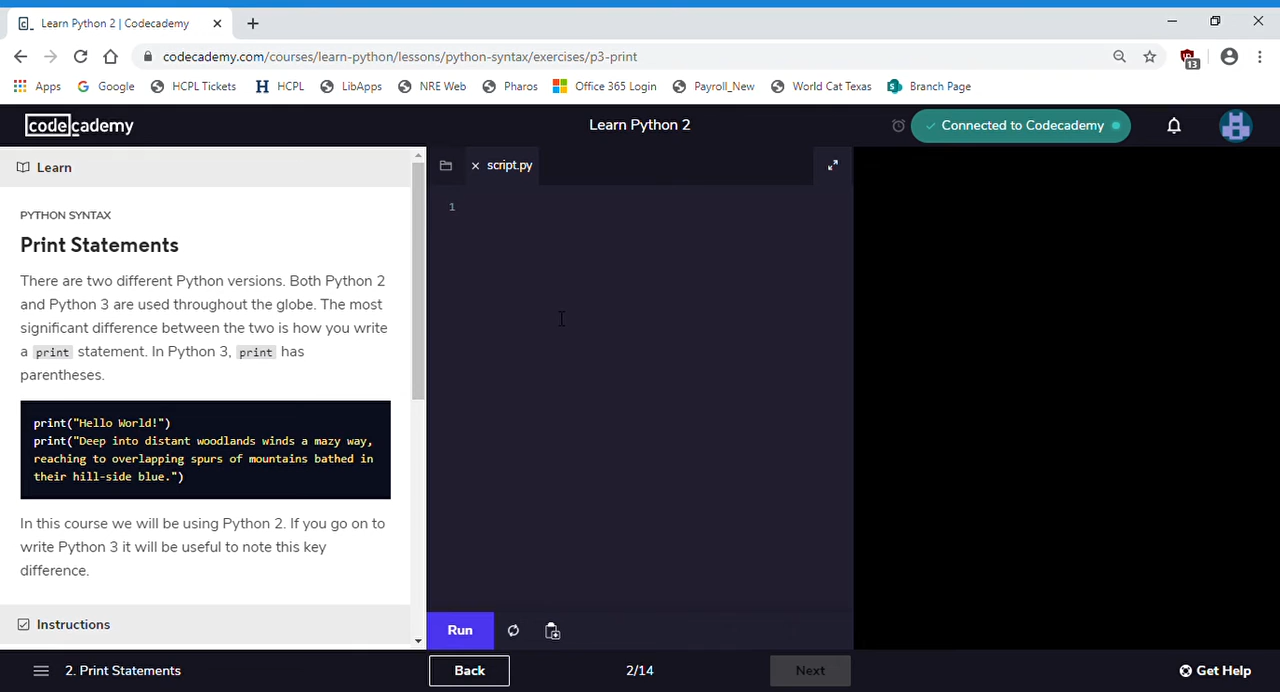 Learn Python 2 | Codecademy
codecademy.com/courses/learn-python/lessons/python-syntax/exercises/p3-print
13
Apps Google HCPL Tickets HCPL LibApps NRE Web Pharos Office 365 Login Payroll_New World Cat Texas Branch Page
codecademy Learn Python 2 Connected to Codecademy
Learn
script.py
1
PYTHON SYNTAX
Print Statements
There are two different Python versions. Both Python 2
and Python 3 are used throughout the globe. The most
significant difference between the two is how you write
a print statement. In Python 3, print has
parentheses.
print("Hello World!")
print("Deep into distant woodlands winds a mazy way,
reaching to overlapping spurs of mountains bathed in
their hill-side blue.")
In this course we will be using Python 2. If you go on to
write Python 3 it will be useful to note this key
difference.
Instructions
Run
2. Print Statements
Back 2/14 Next
Get Help